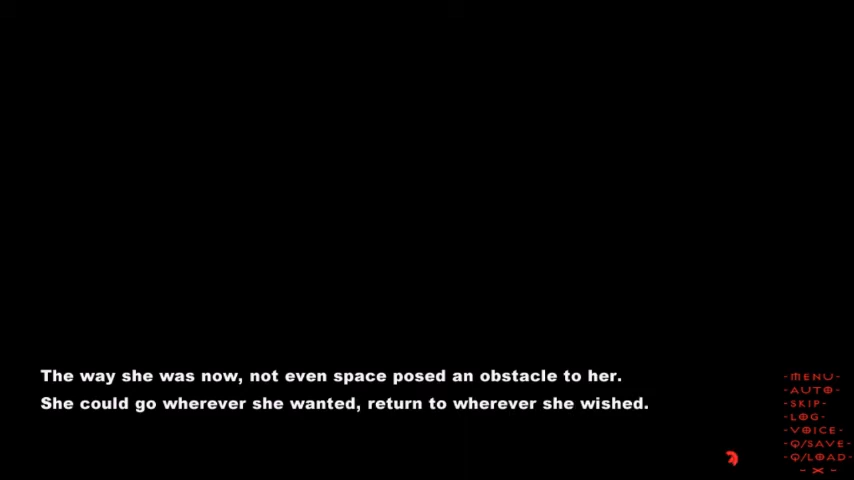 The way she was now, not even space posed an obstacle to her.
She could go wherever she wanted, return to wherever she wished.
-MENU-
-AUTO-
-SKIP-
-LOG-
-VOICE-
-Q/SAVE-
-Q/LOAD-
-X-